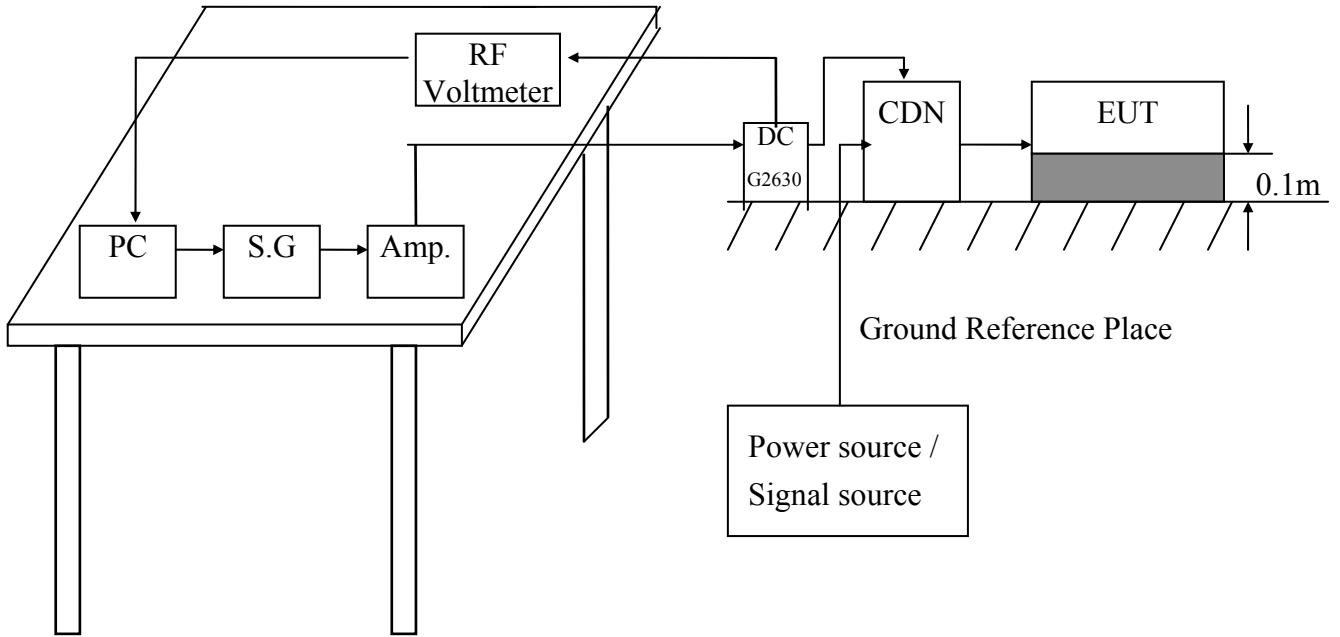 RF
Voltmeter
DC
G2630
CDN
EUT
0.1m
PC
S.G
Amp.
Ground Reference Place
Power source /
Signal source